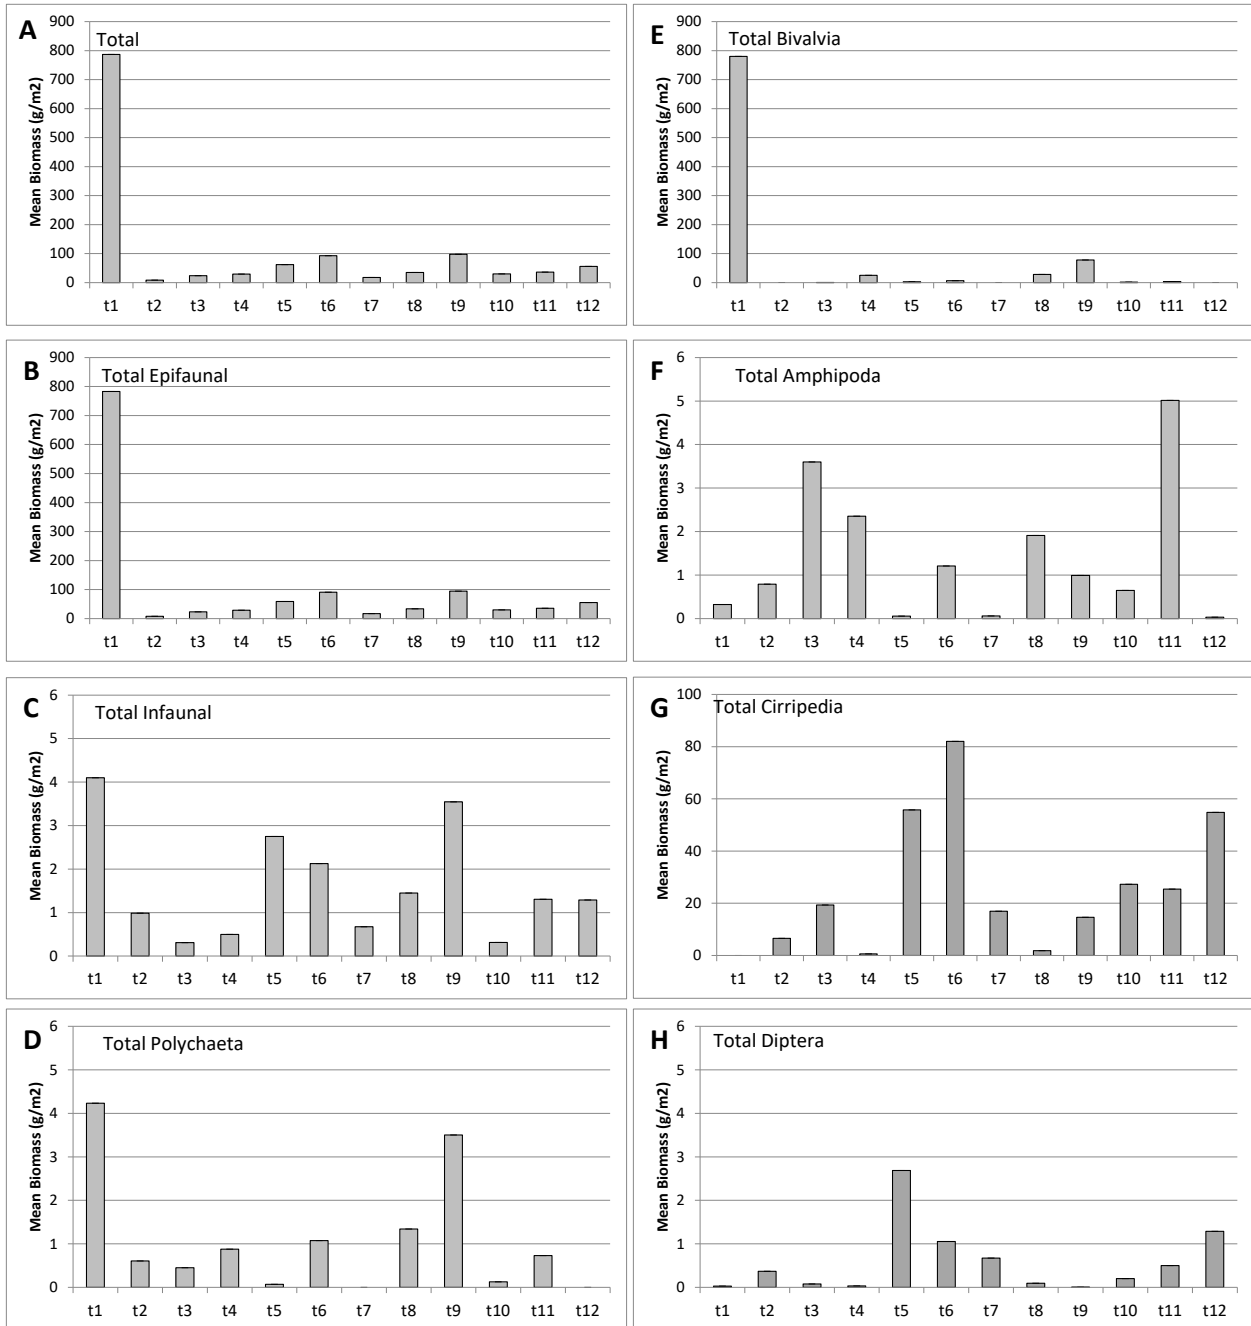 A
Total
Mean Biomass (g/m2)
900
800
700
600
500
400
300
200
100
0
t1 t2 t3 t4 t5 t6 t7 t8 t9 t10 t11 t12
E
Total Bivalvia
Mean Biomass (g/m2)
900
800
700
600
500
400
300
200
100
0
t1 t2 t3 t4 t5 t6 t7 t8 t9 t10 t11 t12
B
Total Epifaunal
Mean Biomass (g/m2)
900
800
700
600
500
400
300
200
100
0
t1 t2 t3 t4 t5 t6 t7 t8 t9 t10 t11 t12
F
Total Amphipoda
Mean Biomass (g/m2)
6
5
4
3
2
1
0
t1 t2 t3 t4 t5 t6 t7 t8 t9 t10 t11 t12
C
Total Infaunal
Mean Biomass (g/m2)
6
5
4
3
2
1
0
t1 t2 t3 t4 t5 t6 t7 t8 t9 t10 t11 t12
G
Total Cirripedia
Mean Biomass (g/m2)
100
80
60
40
20
0
t1 t2 t3 t4 t5 t6 t7 t8 t9 t10 t11 t12
D
Total Polychaeta
Mean Biomass (g/m2)
6
5
4
3
2
1
0
t1 t2 t3 t4 t5 t6 t7 t8 t9 t10 t11 t12
H
Total Diptera
Mean Biomass (g/m2)
6
5
4
3
2
1
0
t1 t2 t3 t4 t5 t6 t7 t8 t9 t10 t11 t12